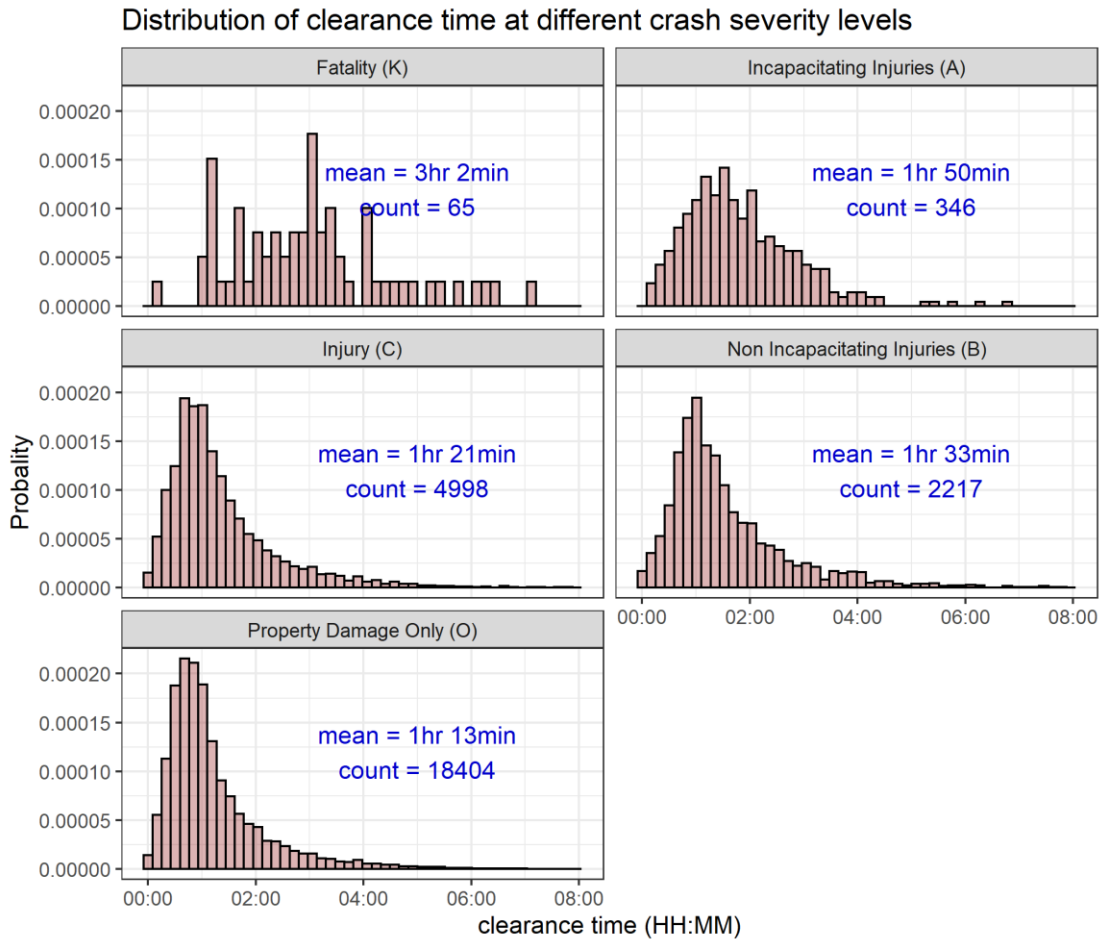 Distribution of clearance time at different crash severity levels
Fatality (K)
Incapacitating Injuries (A)
0.00020
0.00015
0.00010
0.00005
0.00000
mean = 3hr 2min
count = 65
mean = 1hr 50min
count = 346
Injury (C)
Non Incapacitating Injuries (B)
Probality
0.00020
0.00015
0.00010
0.00005
0.00000
mean = 1hr 21min
count = 4998
mean = 1hr 33min
count = 2217
00:00 02:00 04:00 06:00 08:00
Property Damage Only (O)
0.00020
0.00015
0.00010
0.00005
0.00000
mean = 1hr 13min
count = 18404
00:00 02:00 04:00 06:00 08:00
clearance time (HH:MM)